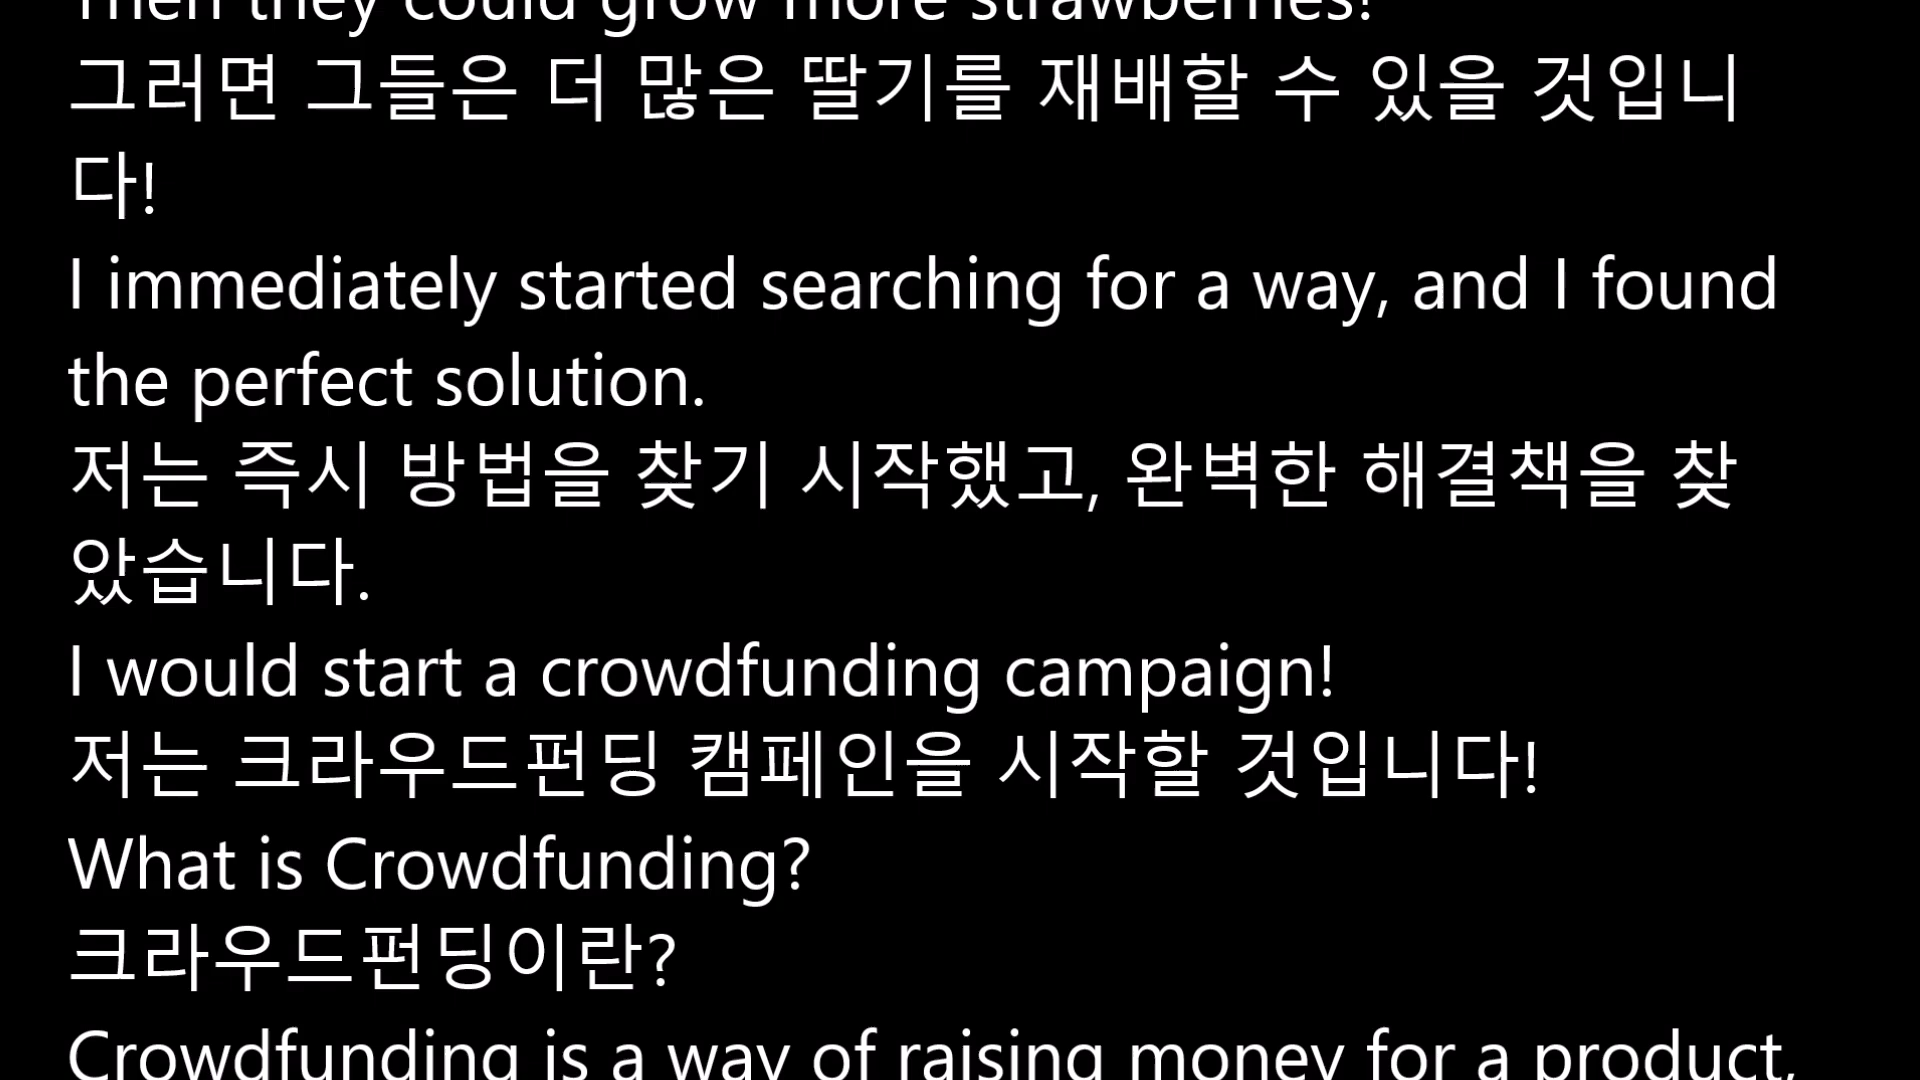 Then they could grow more strawberries!
그러면 그들은 더 많은 딸기를 재배할 수 있을 것입니
다!
I immediately started searching for a way, and I found
the perfect solution.
저는 즉시 방법을 찾기 시작했고, 완벽한 해결책을 찾
았습니다.
I would start a crowdfunding campaign!
저는 크라우드펀딩 캠페인을 시작할 것입니다!
What is Crowdfunding?
크라우드펀딩이란?
Crowdfunding is a way of raising money for a product,